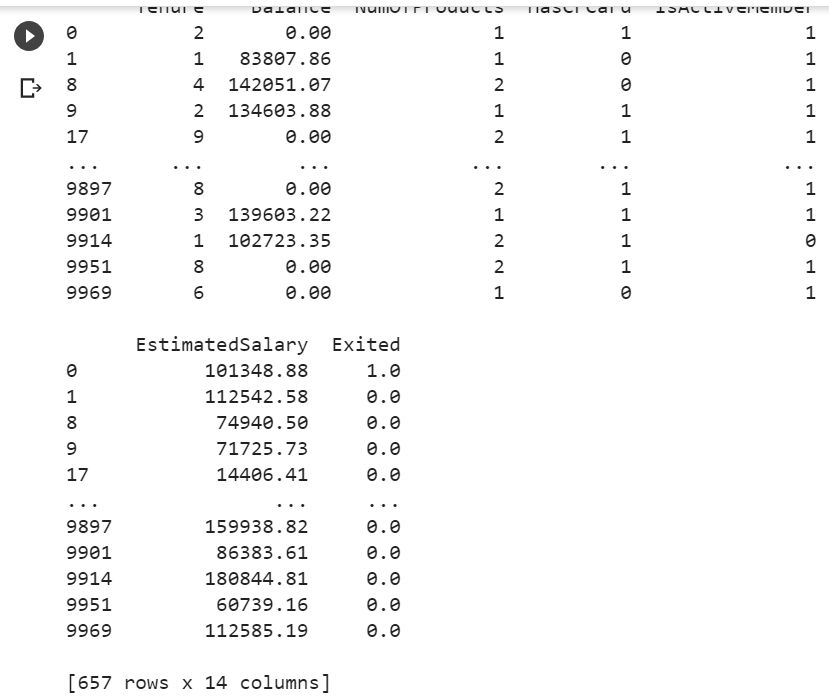 Tenure Balance NumOfProducts HasCrCard IsActiveMember
0 2 0.00 1 1 1
1 1 83807.86 1 0 1
8 4 142051.07 2 0 1
9 2 134603.88 1 1 1
17 9 0.00 2 1 1
... ... ... ... ... ...
9897 8 0.00 2 1 1
9901 3 139603.22 1 1 1
9914 1 102723.35 2 1 0
9951 8 0.00 2 1 1
9969 6 0.00 1 0 1
EstimatedSalary Exited
0 101348.88 1.0
1 112542.58 0.0
8 74940.50 0.0
9 71725.73 0.0
17 14406.41 0.0
... ... ...
9897 159938.82 0.0
9901 86383.61 0.0
9914 180844.81 0.0
9951 60739.16 0.0
9969 112585.19 0.0
[657 rows x 14 columns]